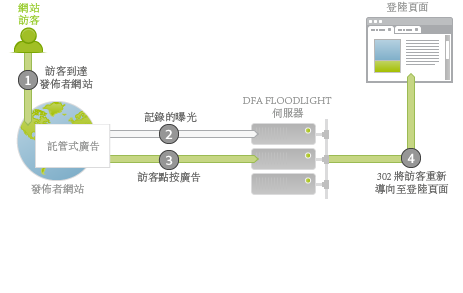 網站
訪客
登陸頁面
1
訪客到達
發佈者網站
DFA FLOODLIGHT
伺服器
記錄的曝光
2
託管式廣告
3
訪客點按廣告
發佈者網站
4
302 將訪客重新
導向至登陸頁面